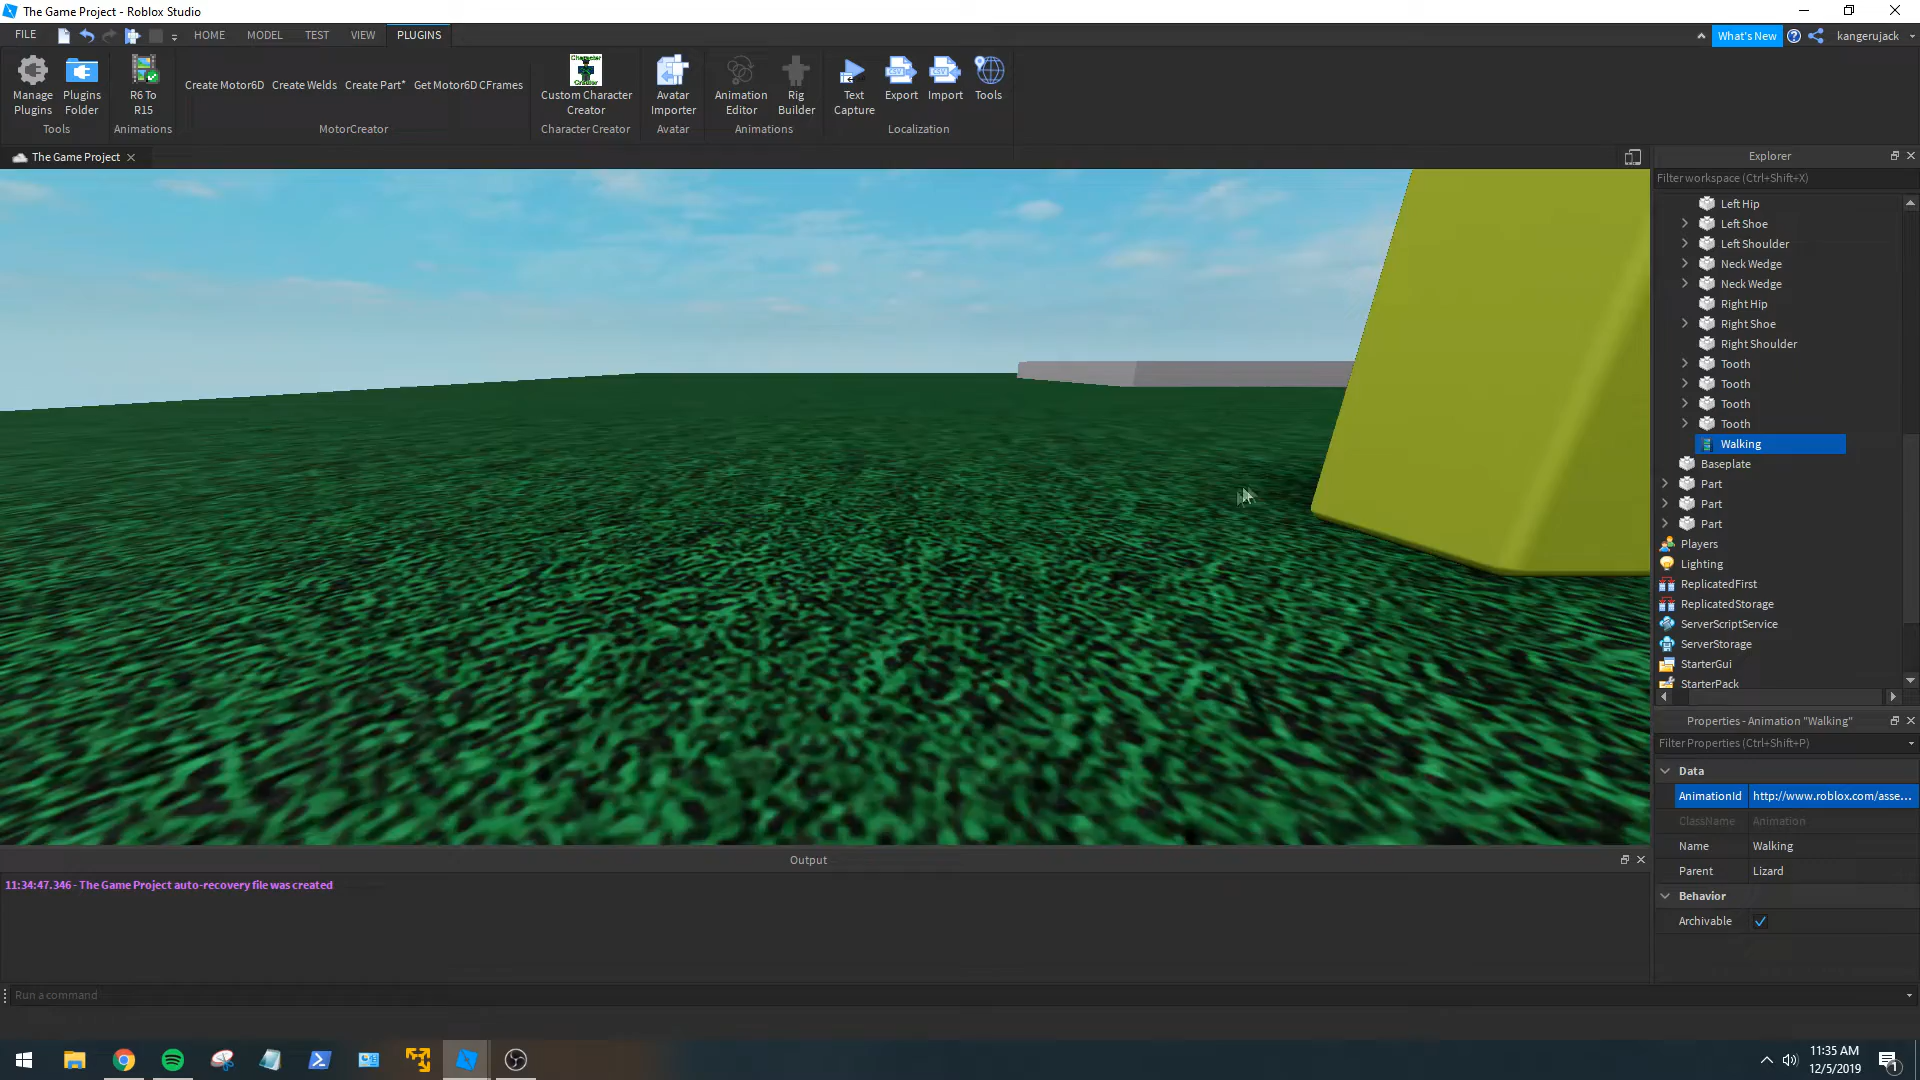 The Game Project - Roblox Studio
FILE
HOME
MODEL
TEST
VIEW
PLUGINS
What's New
kangerujack
Manage Plugins
Plugins Folder
Tools
R6 To R15
Animations
Create Motor6D
Create Welds
Create Part*
Get Motor6D CFrames
MotorCreator
Custom Character Creator
Character Creator
Avatar Importer
Avatar
Animation Editor
Rig Builder
Animations
Text Capture
Export
Import
Tools
Localization
The Game Project
Explorer
Filter workspace (Ctrl+Shift+X)
Left Hip
Left Shoe
Left Shoulder
Neck Wedge
Neck Wedge
Right Hip
Right Shoe
Right Shoulder
Tooth
Tooth
Tooth
Tooth
Walking
Baseplate
Part
Part
Part
Players
Lighting
ReplicatedFirst
ReplicatedStorage
ServerScriptService
ServerStorage
StarterGui
StarterPack
Properties - Animation "Walking"
Filter Properties (Ctrl+Shift+P)
Data
AnimationId http://www.roblox.com/asse...
ClassName Animation
Name Walking
Parent Lizard
Behavior
Archivable
Output
11:34:47.346 - The Game Project auto-recovery file was created
Run a command
11:35 AM
12/5/2019
1